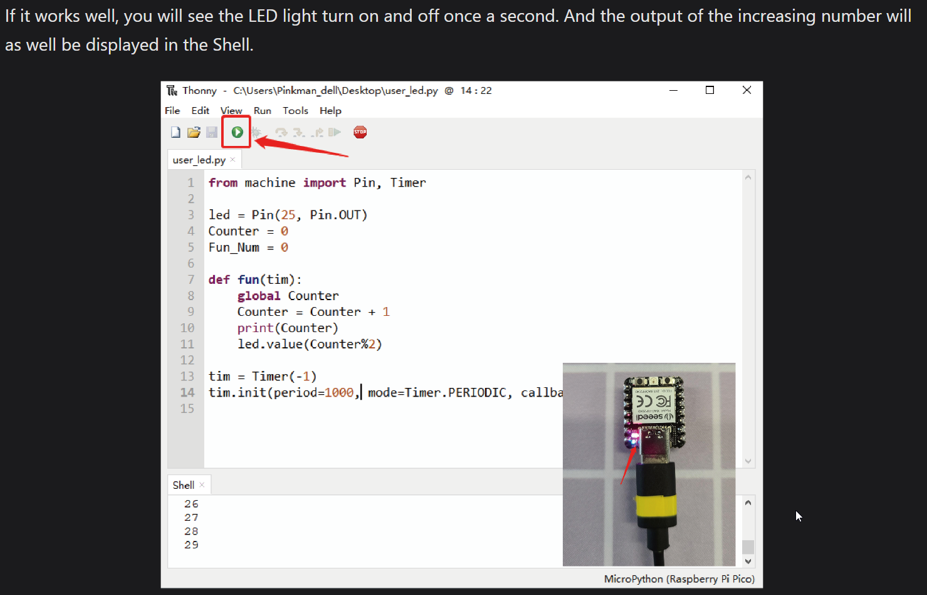 If it works well, you will see the LED light turn on and off once a second. And the output of the increasing number will
as well be displayed in the Shell.
Thonny - C:\Users\Pinkman_dell\Desktop\user_led.py @ 14 : 22
File Edit View Run Tools Help
STOP
user_led.py ×
1 from machine import Pin, Timer
2
3 led = Pin(25, Pin.OUT)
4 Counter = 0
5 Fun_Num = 0
6
7 def fun(tim):
8     global Counter
9     Counter = Counter + 1
10     print(Counter)
11     led.value(Counter%2)
12
13 tim = Timer(-1)
14 tim.init(period=1000, mode=Timer.PERIODIC, callba
15
CE
seeed
Shell ×
26
27
28
29
MicroPython (Raspberry Pi Pico)